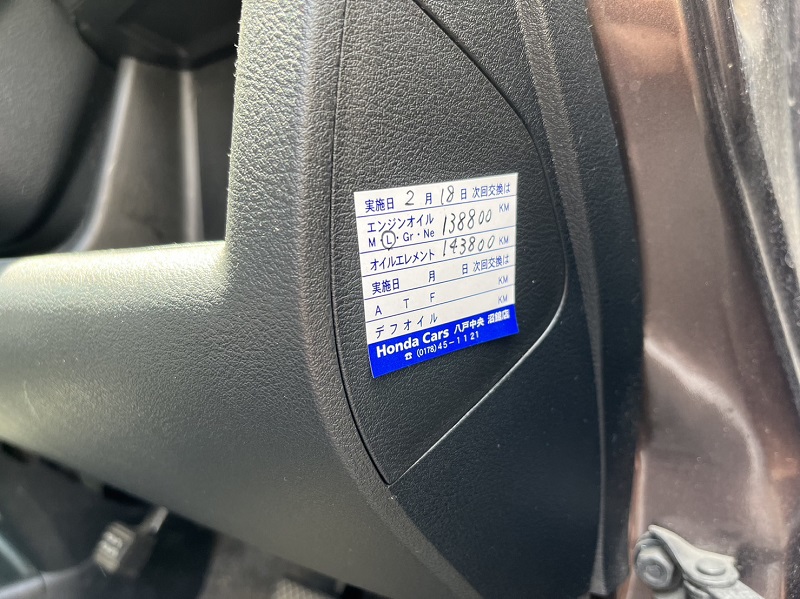 実施日 2 月 18 日 次回交換は
エンジンオイル 138800 KM
M・L・Gr・Ne
オイルエレメント 143800 KM
実施日 月 日 次回交換は
A T F KM
デフオイル KM
Honda Cars 八戸中央 沼館店
☎ (0178)45-1121